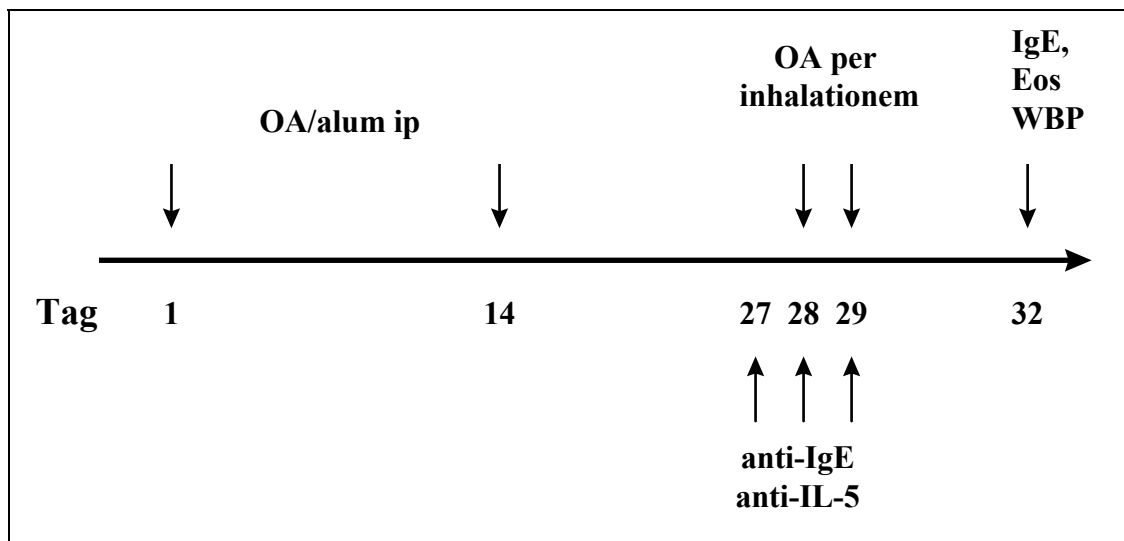 IgE,
Eos
WBP
OA per
inhalationem
OA/alum ip
Tag 1 14 27 28 29 32
anti-IgE
anti-IL-5